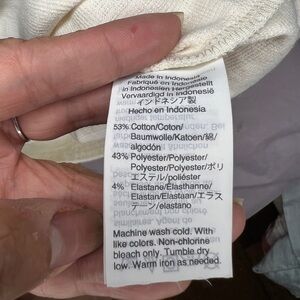 Made in Indonesia
Fabriqué en Indonésie
in Indonesien Hergestellt
Vervaardigd in Indonesië
インドネシア製
Hecho en Indonesia
53% Cotton/Coton/
Baumwolle/Katoen/綿/
algodón
43% Polyester/Polyester/
Polyester/Polyester/ポリ
エステル/poliéster
4% Elastane/Élasthanne/
Elastan/Elastaan/エラス
テーン/elastano
Machine wash cold. With
like colors. Non-chlorine
bleach only. Tumble dry
low. Warm iron as needed.